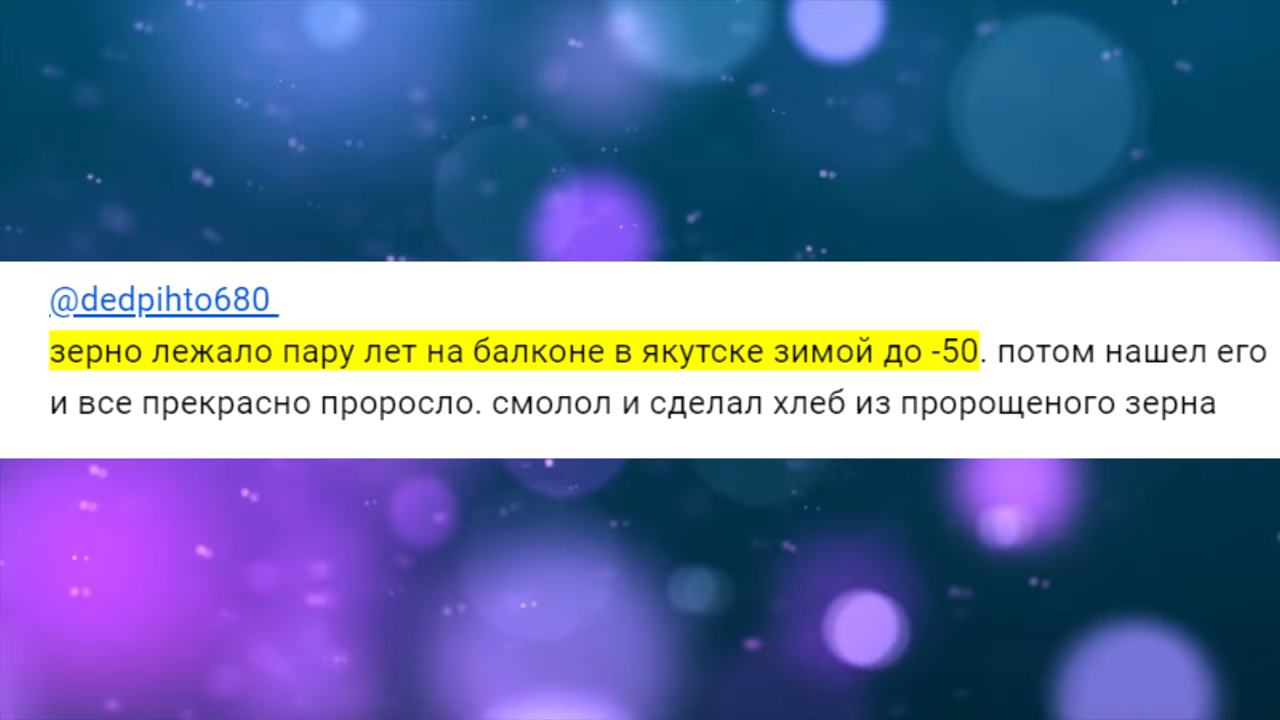 @dedpihto680
зерно лежало пару лет на балконе в якутске зимой до -50. потом нашел его
и все прекрасно проросло. смолол и сделал хлеб из пророщеного зерна